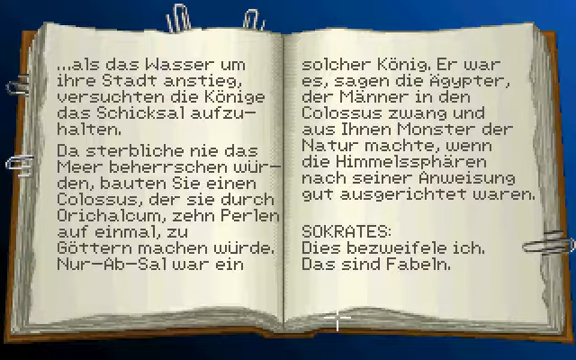 ...als das Wasser um
ihre Stadt anstieg,
versuchten die Könige
das Schicksal aufzu-
halten.
Da sterbliche nie das
Meer beherrschen wür-
den, bauten Sie einen
Colossus, der sie durch
Orichalcum, zehn Perlen
auf einmal, zu
Göttern machen würde.
Nur-Ab-Sal war ein
solcher König. Er war
es, sagen die Ägypter,
der Männer in den
Colossus zwang und
aus Ihnen Monster der
Natur machte, wenn
die Himmelssphären
nach seiner Anweisung
gut ausgerichtet waren.
SOKRATES:
Dies bezweifele ich.
Das sind Fabeln.